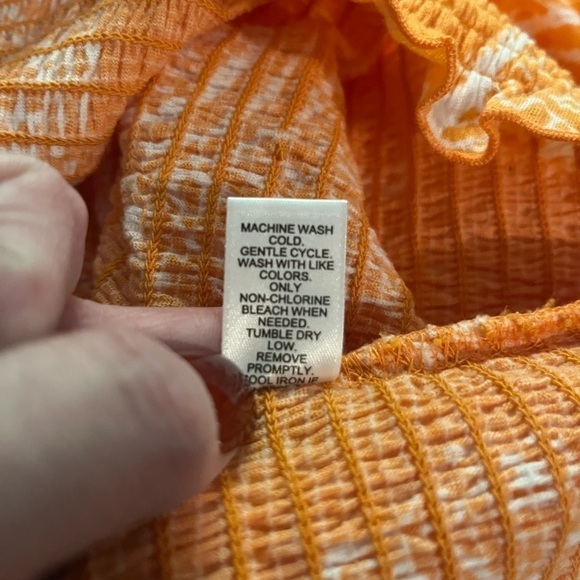 MACHINE WASH
COLD.
GENTLE CYCLE.
WASH WITH LIKE
COLORS.
ONLY
NON-CHLORINE
BLEACH WHEN
NEEDED.
TUMBLE DRY
LOW.
REMOVE
PROMPTLY.
COOL IRON IF